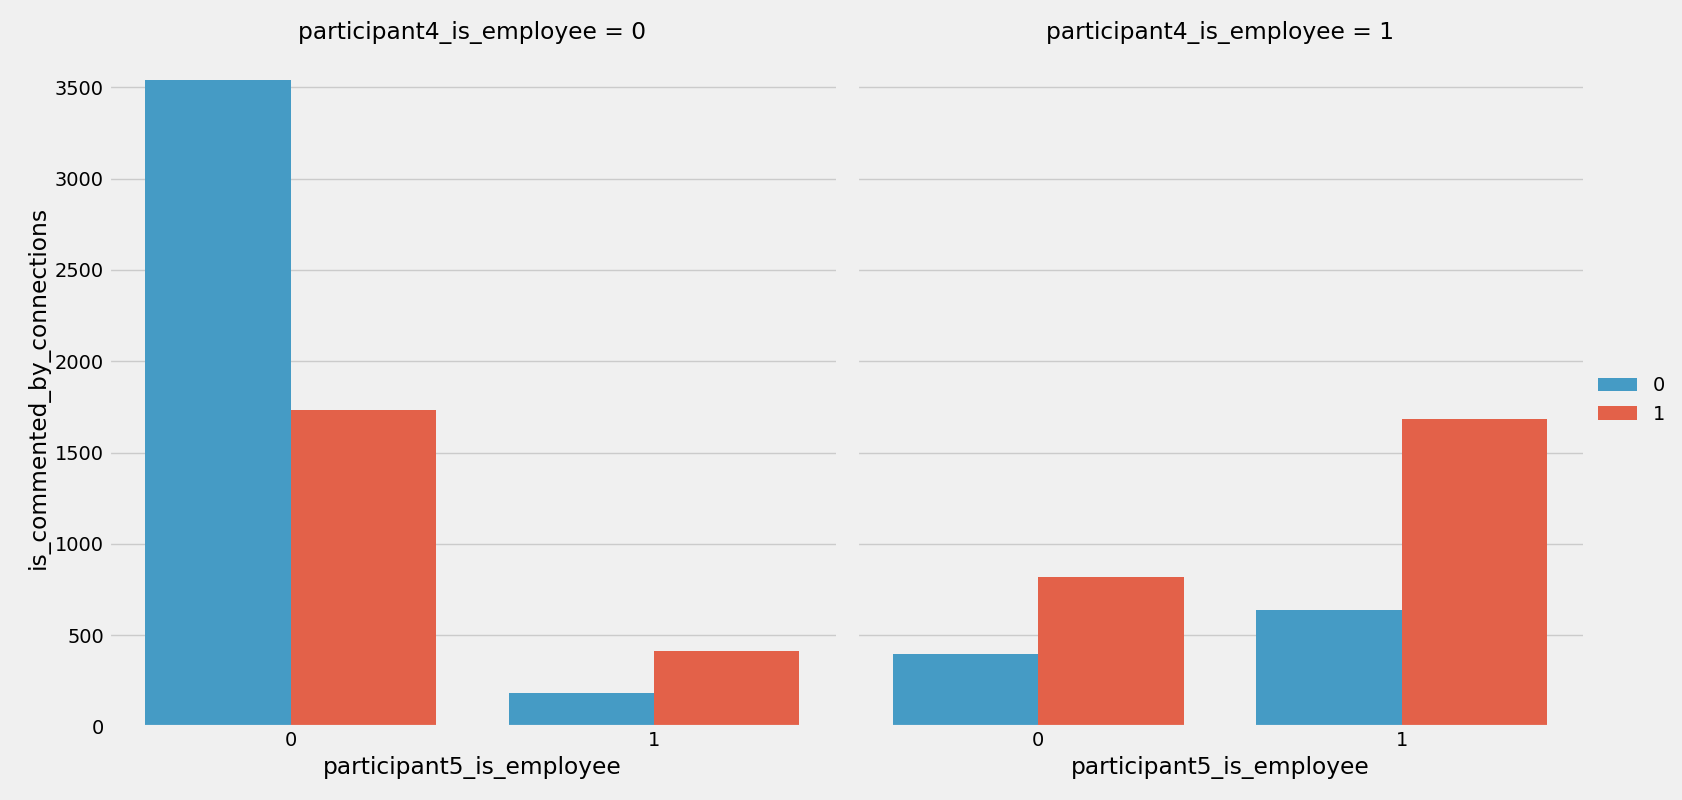 participant4_is_employee = 0
participant4_is_employee = 1
is_commented_by_connections
3500
3000
2500
2000
1500
1000
500
0
0 1
participant5_is_employee
0 1
participant5_is_employee
0
1